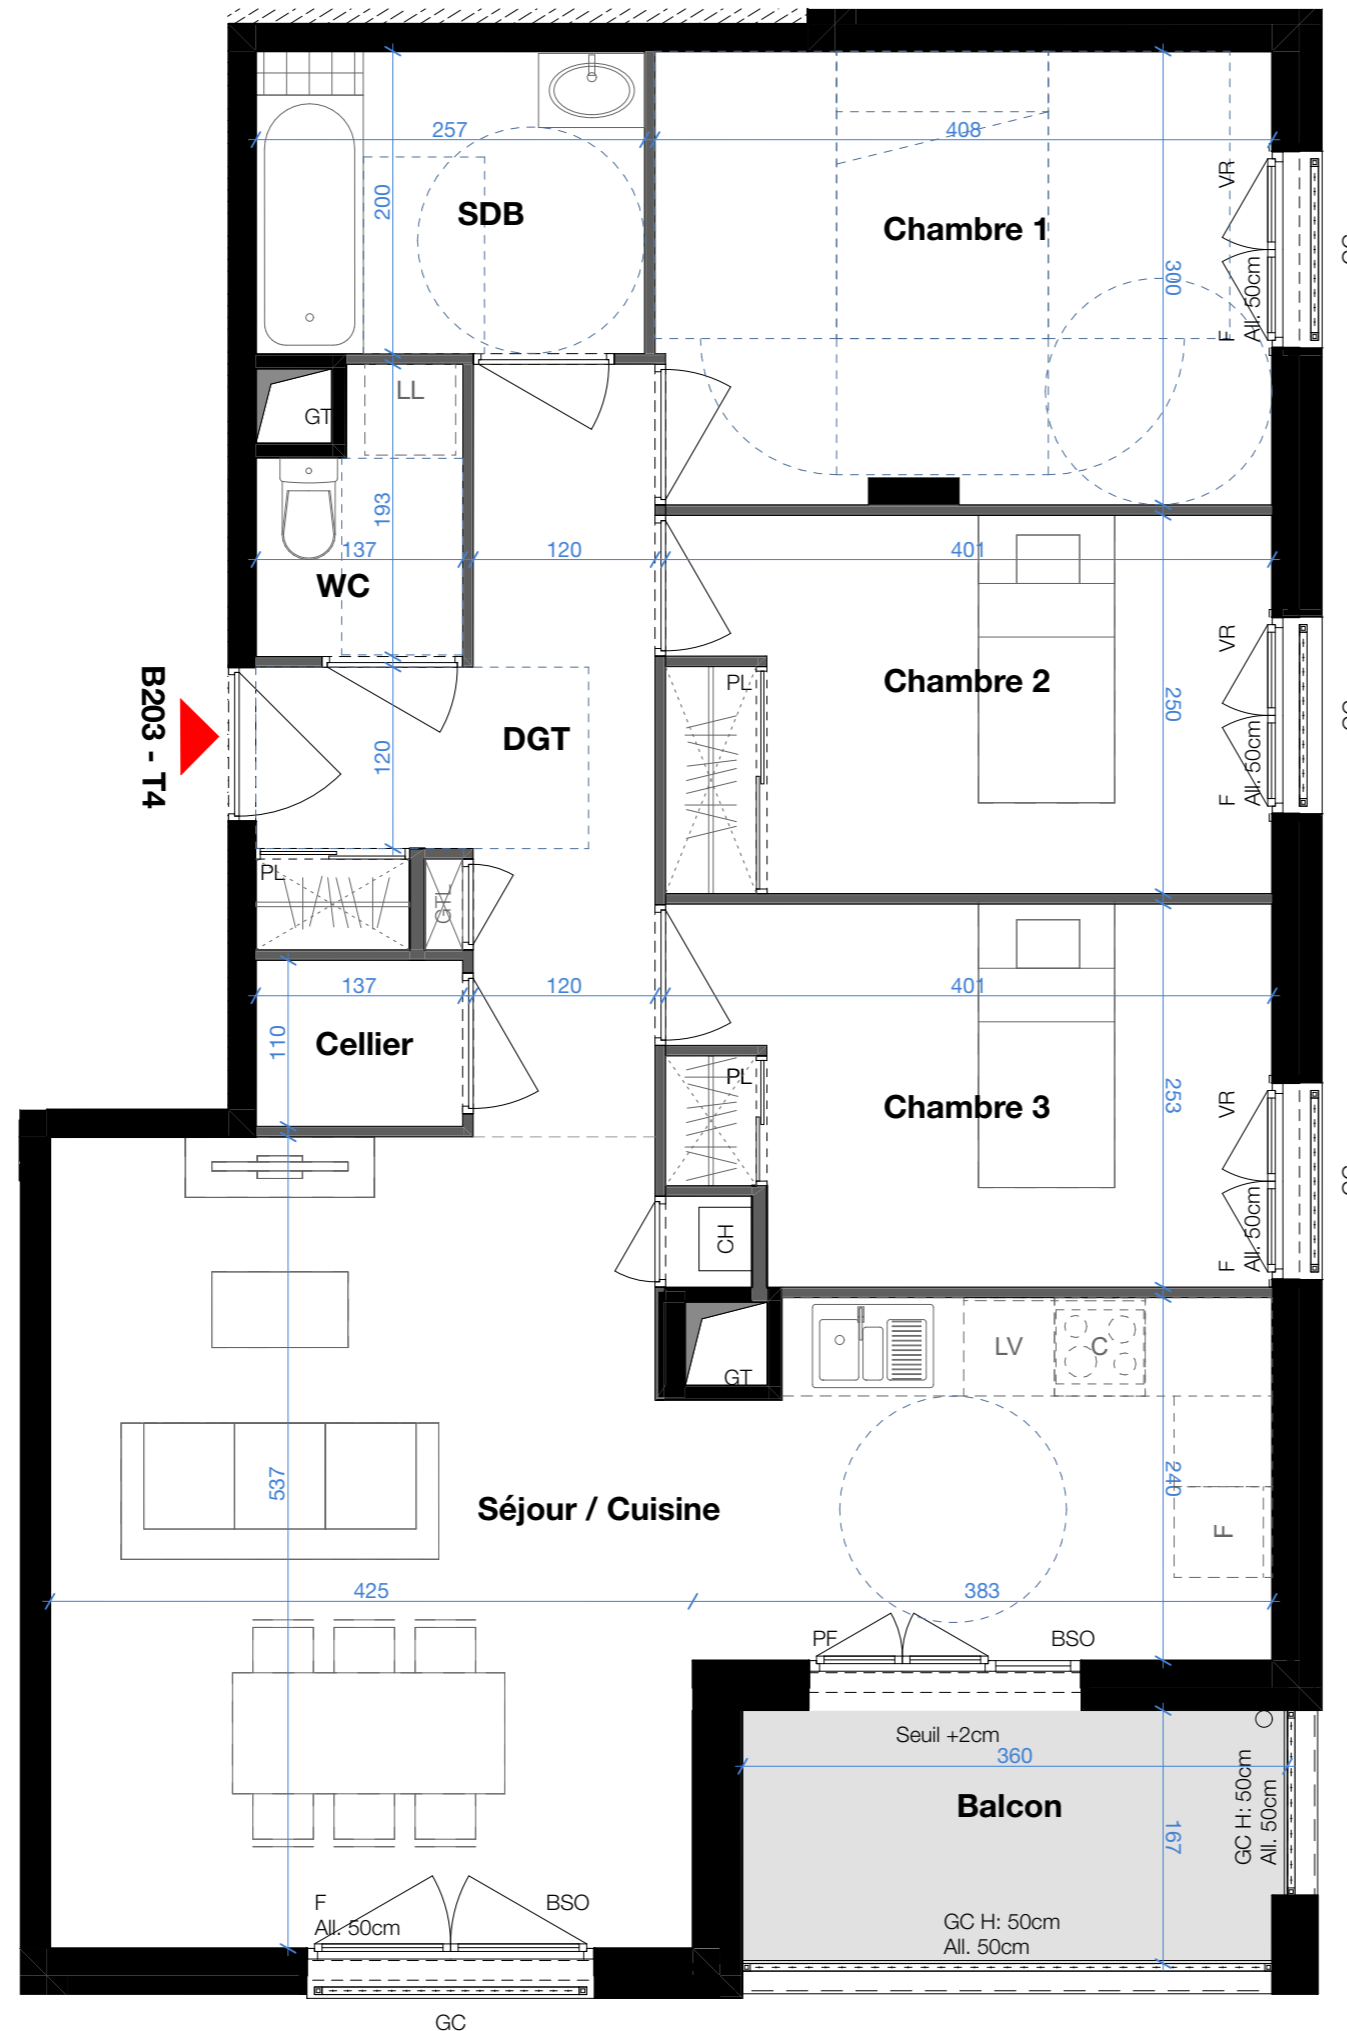 257
408
200
SDB
Chambre 1
300
VR
F
All. 50cm
GT
LL
193
137
WC
120
401
Chambre 2
250
VR
F
All. 50cm
PL
B203 - T4
DGT
120
PL
GTL
137
120
401
110
Cellier
Chambre 3
253
VR
F
All. 50cm
PL
CH
GT
LV
C
240
F
537
Séjour / Cuisine
425
383
PF
BSO
Seuil +2cm
360
Balcon
167
GC H: 50cm
All. 50cm
GC H: 50cm
All. 50cm
F
All. 50cm
BSO
GC